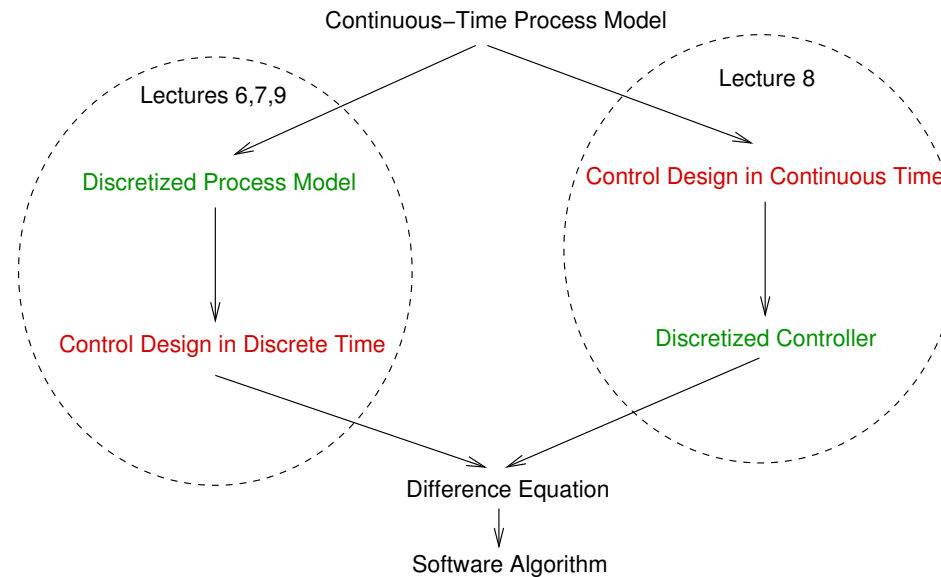 Continuous−Time Process Model
Lectures 6,7,9
Lecture 8
Discretized Process Model
Control Design in Continuous Time
Control Design in Discrete Time
Discretized Controller
Difference Equation
Software Algorithm